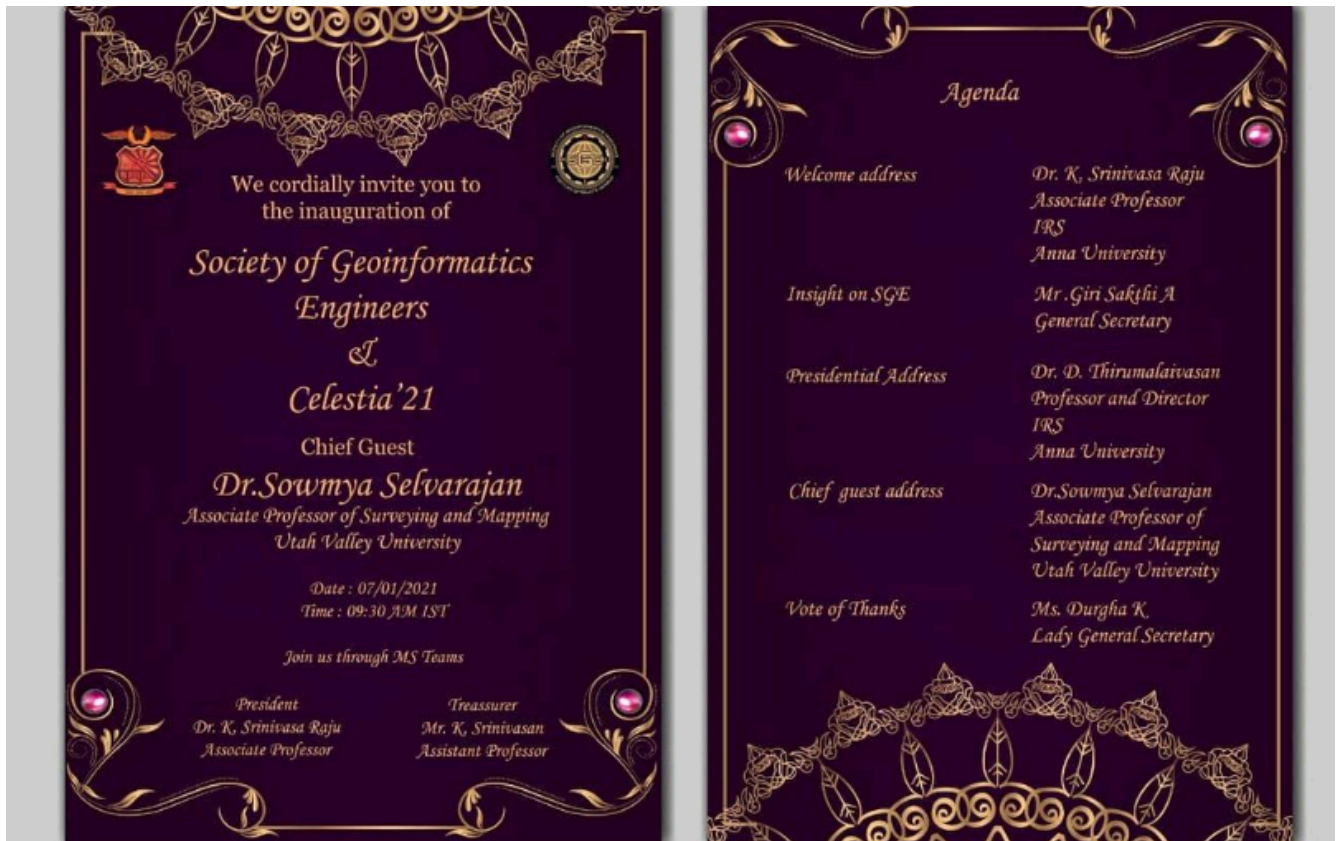 We cordially invite you to
the inauguration of
Society of Geoinformatics
Engineers
&
Celestia'21
Chief Guest
Dr.Sowmya Selvarajan
Associate Professor of Surveying and Mapping
Utah Valley University
Date : 07/01/2021
Time : 09:30 AM IST
Join us through MS Teams
President
Dr. K. Srinivasa Raju
Associate Professor
Treassurer
Mr. K. Srinivasan
Assistant Professor
Agenda
Welcome address
Dr. K. Srinivasa Raju
Associate Professor
IRS
Anna University
Insight on SGE
Mr .Giri Sakthi A
General Secretary
Presidential Address
Dr. D. Thirumalaivasan
Professor and Director
IRS
Anna University
Chief guest address
Dr.Sowmya Selvarajan
Associate Professor of
Surveying and Mapping
Utah Valley University
Vote of Thanks
Ms. Durgha K
Lady General Secretary